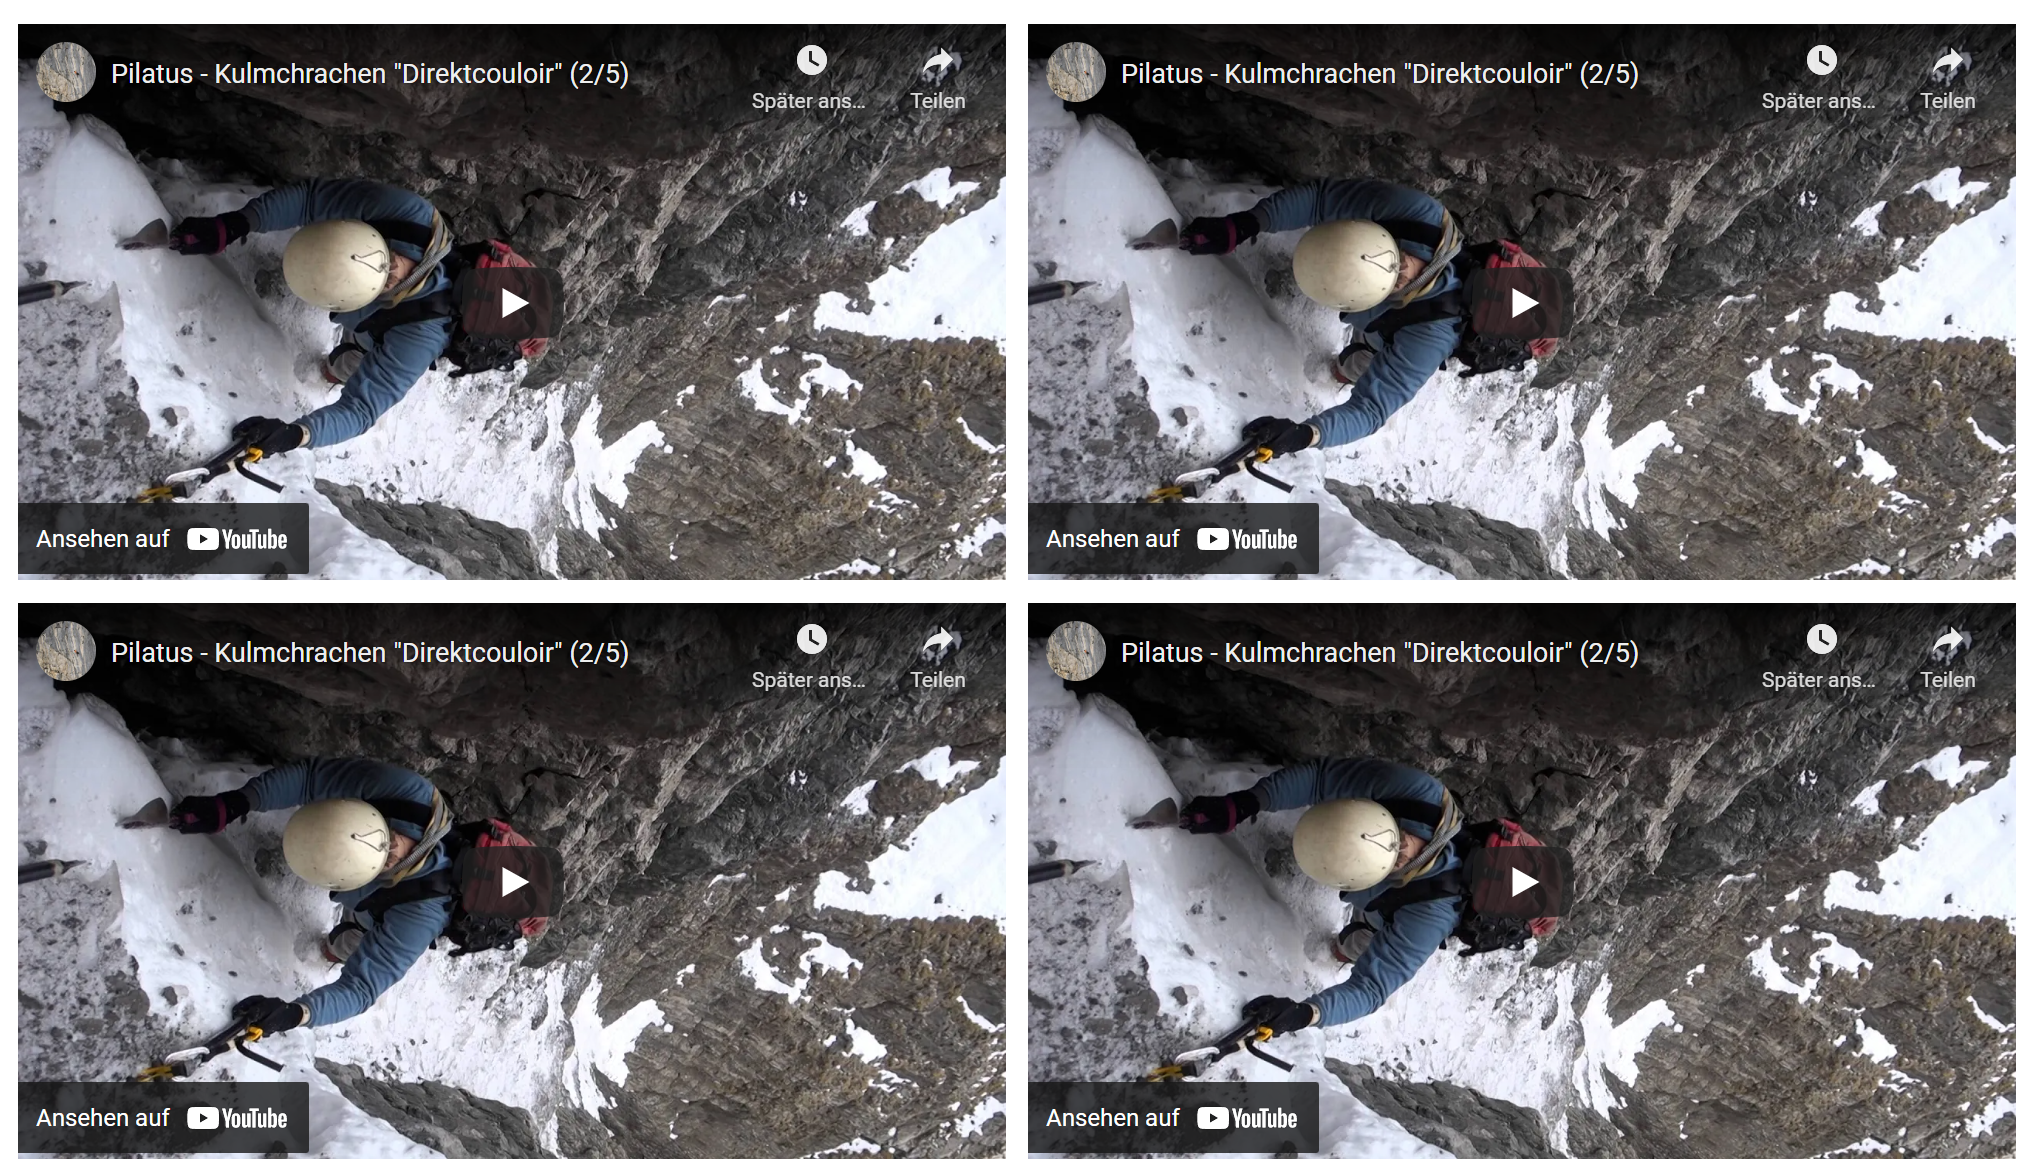 Pilatus - Kulmchrachen "Direktcouloir" (2/5)
Später ans...
Teilen
Ansehen auf YouTube
Pilatus - Kulmchrachen "Direktcouloir" (2/5)
Später ans...
Teilen
Ansehen auf YouTube
Pilatus - Kulmchrachen "Direktcouloir" (2/5)
Später ans...
Teilen
Ansehen auf YouTube
Pilatus - Kulmchrachen "Direktcouloir" (2/5)
Später ans...
Teilen
Ansehen auf YouTube